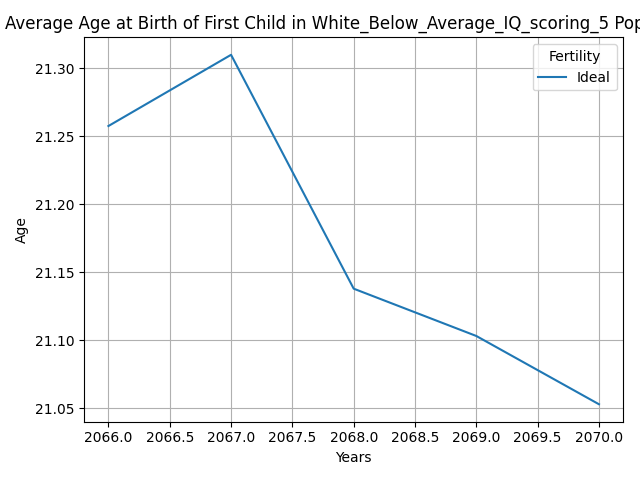 Average Age at Birth of First Child in White_Below_Average_IQ_scoring_5 Pop
Fertility
Ideal
21.30
21.25
21.20
21.15
21.10
21.05
Age
2066.0 2066.5 2067.0 2067.5 2068.0 2068.5 2069.0 2069.5 2070.0
Years